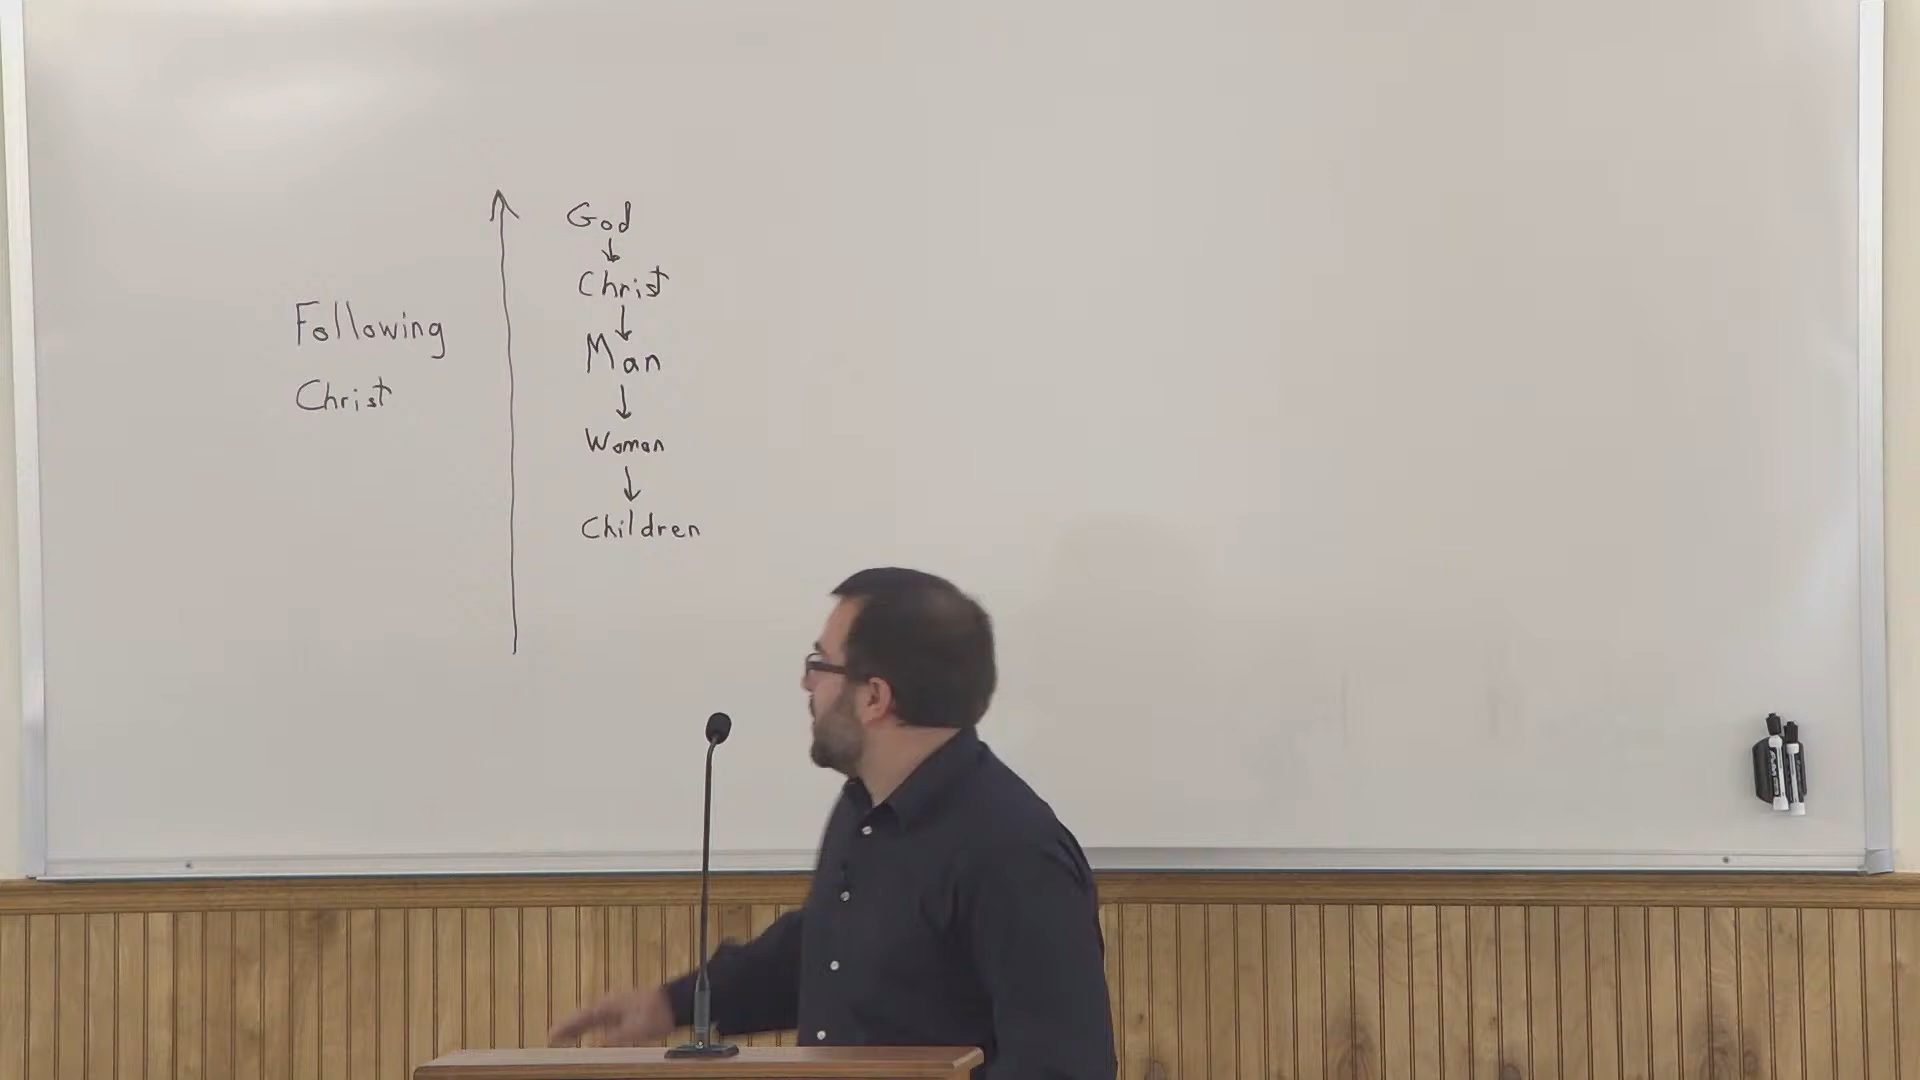 God
Christ
Following
Man
Christ
Woman
Children